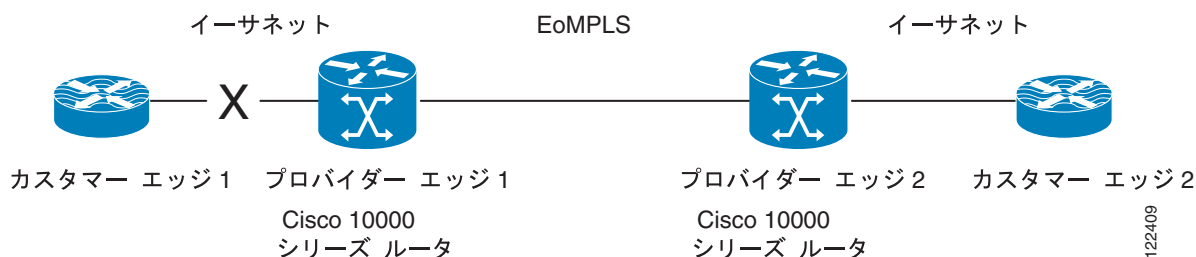 イーサネット
EoMPLS
イーサネット
X
カスタマー エッジ 1
プロバイダー エッジ 1
プロバイダー エッジ 2
カスタマー エッジ 2
Cisco 10000
シリーズ ルータ
Cisco 10000
シリーズ ルータ
122409